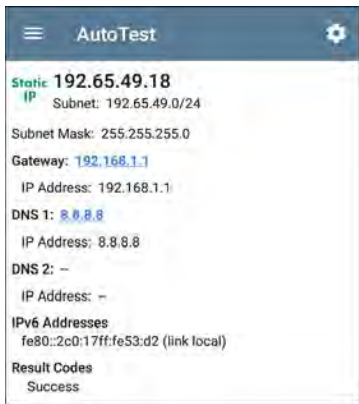 AutoTest
Static IP 192.65.49.18
Subnet: 192.65.49.0/24
Subnet Mask: 255.255.255.0
Gateway: 192.168.1.1
IP Address: 192.168.1.1
DNS 1: 8.8.8.8
IP Address: 8.8.8.8
DNS 2: --
IP Address: --
IPv6 Addresses
fe80::2c0:17ff:fe53:d2 (link local)
Result Codes
Success